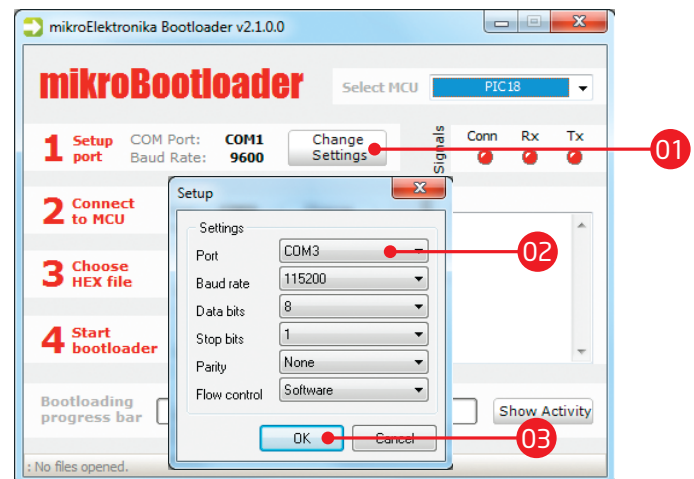 mikroElektronika Bootloader v2.1.0.0
mikroBootloader
Select MCU
PIC18
1 Setup port
COM Port: COM1
Baud Rate: 9600
Change Settings
Signals
Conn Rx Tx
01
2 Connect to MCU
3 Choose HEX file
4 Start bootloader
Setup
Settings
Port COM3
02
Baud rate 115200
Data bits 8
Stop bits 1
Parity None
Flow control Software
OK
Cancel
03
Bootloading progress bar
Show Activity
: No files opened.